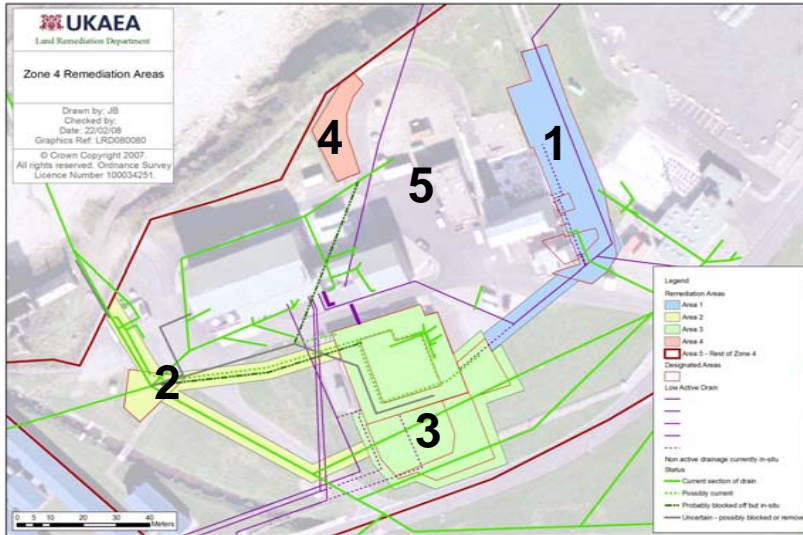 UKAEA
Land Remediation Department
Zone 4 Remediation Areas
Drawn by: JB
Checked by:
Date: 22/02/08
Graphics Ref: LRD080080
© Crown Copyright 2007.
All rights reserved. Ordnance Survey
Licence Number 100034251.
1
4
5
2
3
Legend
Remediation Areas
Area 1
Area 2
Area 3
Area 4
Area 5 - Rest of Zone 4
Designated Areas
Low Active Drain
Non active drainage currently in-situ
Status
Current section of drain
Possibly current
Probably blocked off but in-situ
Uncertain - possibly blocked or remove
0 5 10 20 30 40
Meters